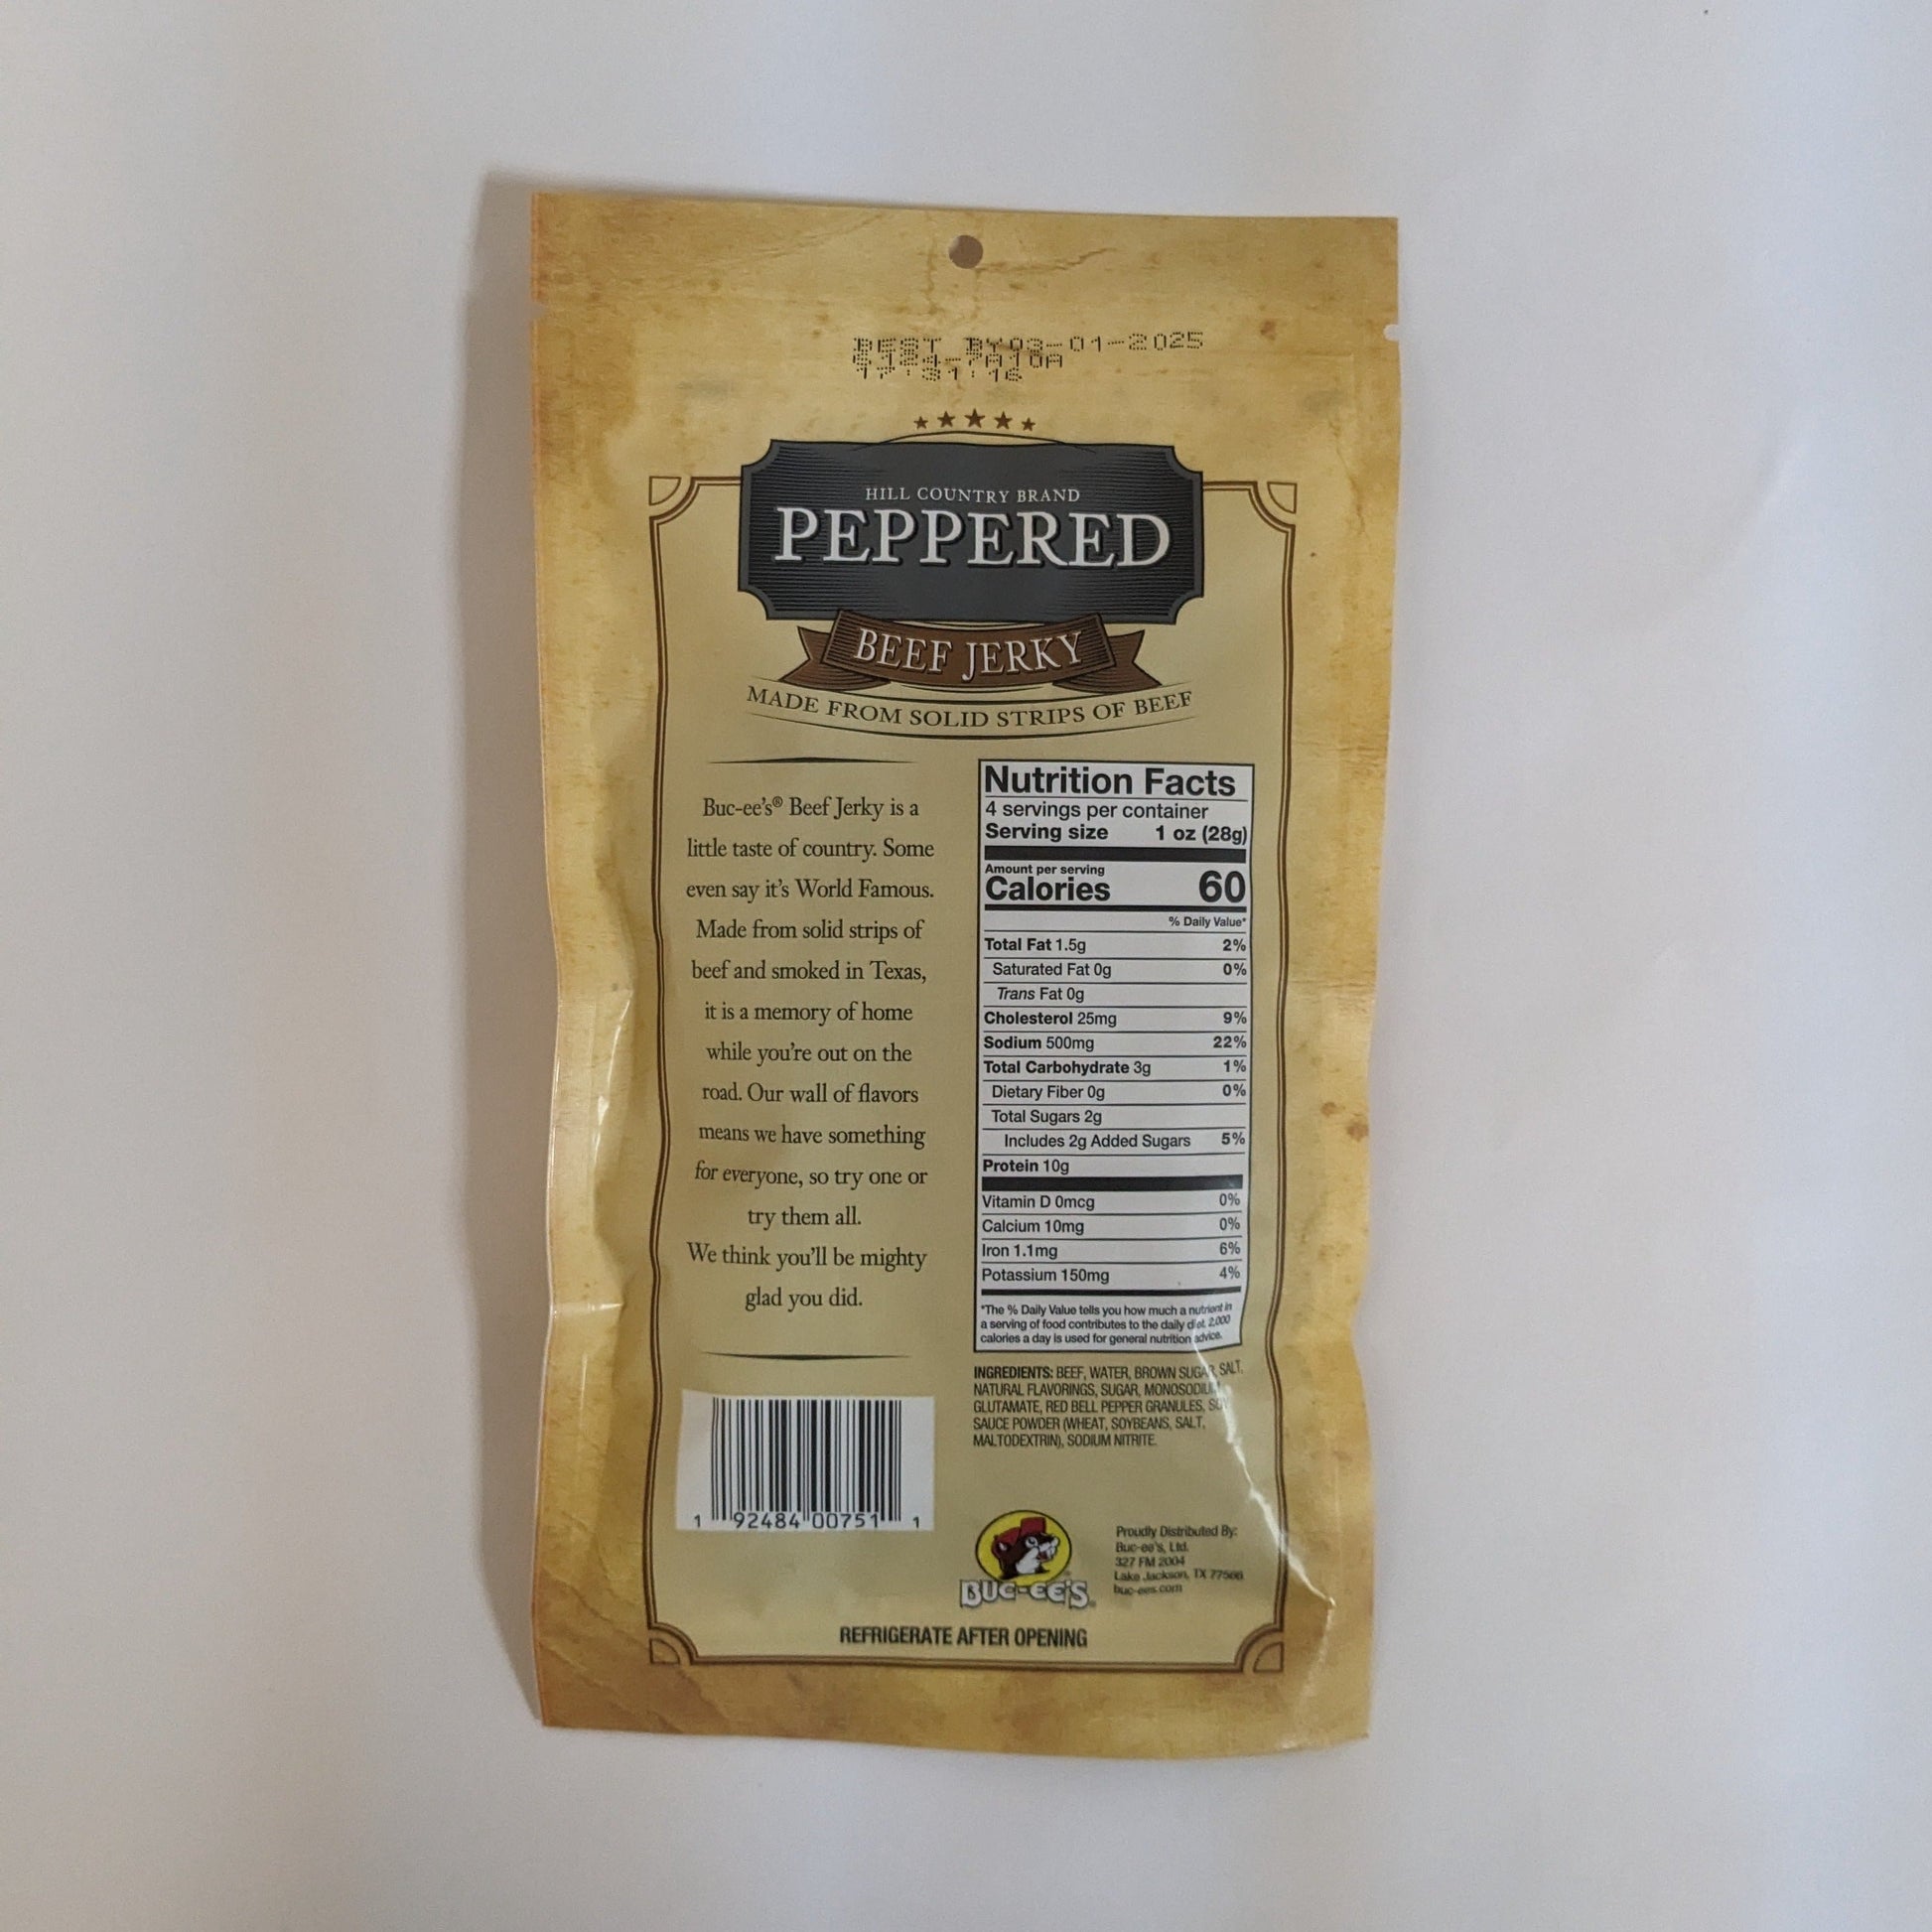 BEST BY03-01-2025
17:31:16
HILL COUNTRY BRAND
PEPPERED
BEEF JERKY
MADE FROM SOLID STRIPS OF BEEF
Buc-ee's® Beef Jerky is a
little taste of country. Some
even say it's World Famous.
Made from solid strips of
beef and smoked in Texas,
it is a memory of home
while you're out on the
road. Our wall of flavors
means we have something
for everyone, so try one or
try them all.
We think you'll be mighty
glad you did.
1 92484 00751 1
Nutrition Facts
4 servings per container
Serving size 1 oz (28g)
Amount per serving
Calories 60
% Daily Value*
Total Fat 1.5g 2%
Saturated Fat 0g 0%
Trans Fat 0g
Cholesterol 25mg 9%
Sodium 500mg 22%
Total Carbohydrate 3g 1%
Dietary Fiber 0g 0%
Total Sugars 2g
Includes 2g Added Sugars 5%
Protein 10g
Vitamin D 0mcg 0%
Calcium 10mg 0%
Iron 1.1mg 6%
Potassium 150mg 4%
*The % Daily Value tells you how much a nutrient in
a serving of food contributes to the daily diet. 2,000
calories a day is used for general nutrition advice.
INGREDIENTS: BEEF, WATER, BROWN SUGAR, SALT,
NATURAL FLAVORINGS, SUGAR, MONOSODIUM
GLUTAMATE, RED BELL PEPPER GRANULES, SOY
SAUCE POWDER (WHEAT, SOYBEANS, SALT,
MALTODEXTRIN), SODIUM NITRITE.
BUC-EE'S
Proudly Distributed By:
Buc-ee's, Ltd.
327 FM 2004
Lake Jackson, TX 77566
buc-ees.com
REFRIGERATE AFTER OPENING